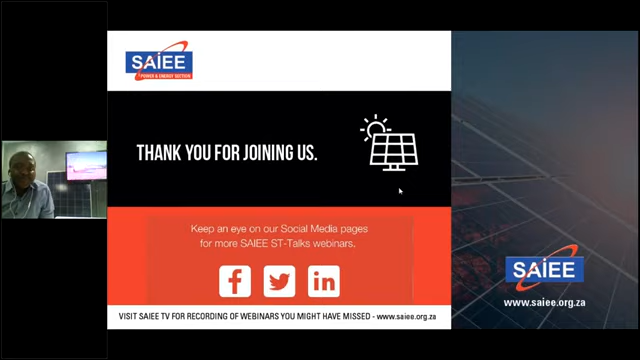 SAIEE
POWER & ENERGY SECTION
THANK YOU FOR JOINING US.
Keep an eye on our Social Media pages
for more SAIEE ST-Talks webinars.
f in
VISIT SAIEE TV FOR RECORDING OF WEBINARS YOU MIGHT HAVE MISSED - www.saiee.org.za
SAIEE
www.saiee.org.za